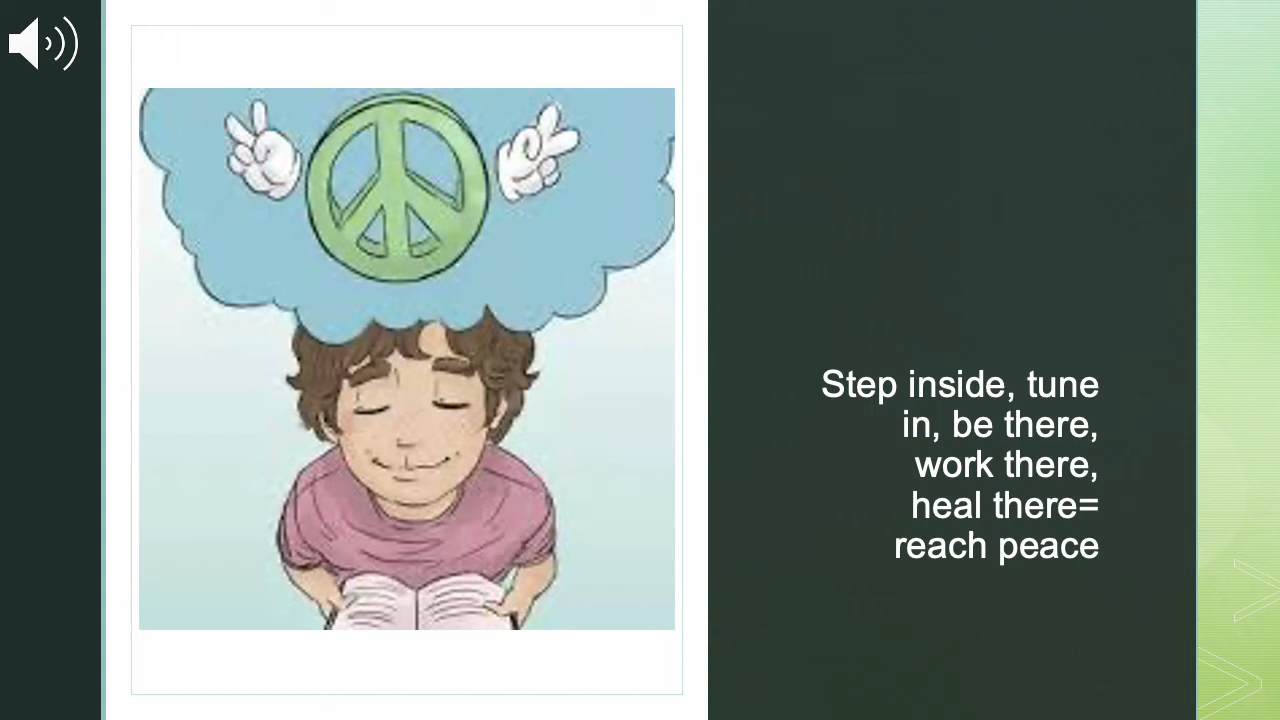 Step inside, tune
in, be there,
work there,
heal there=
reach peace